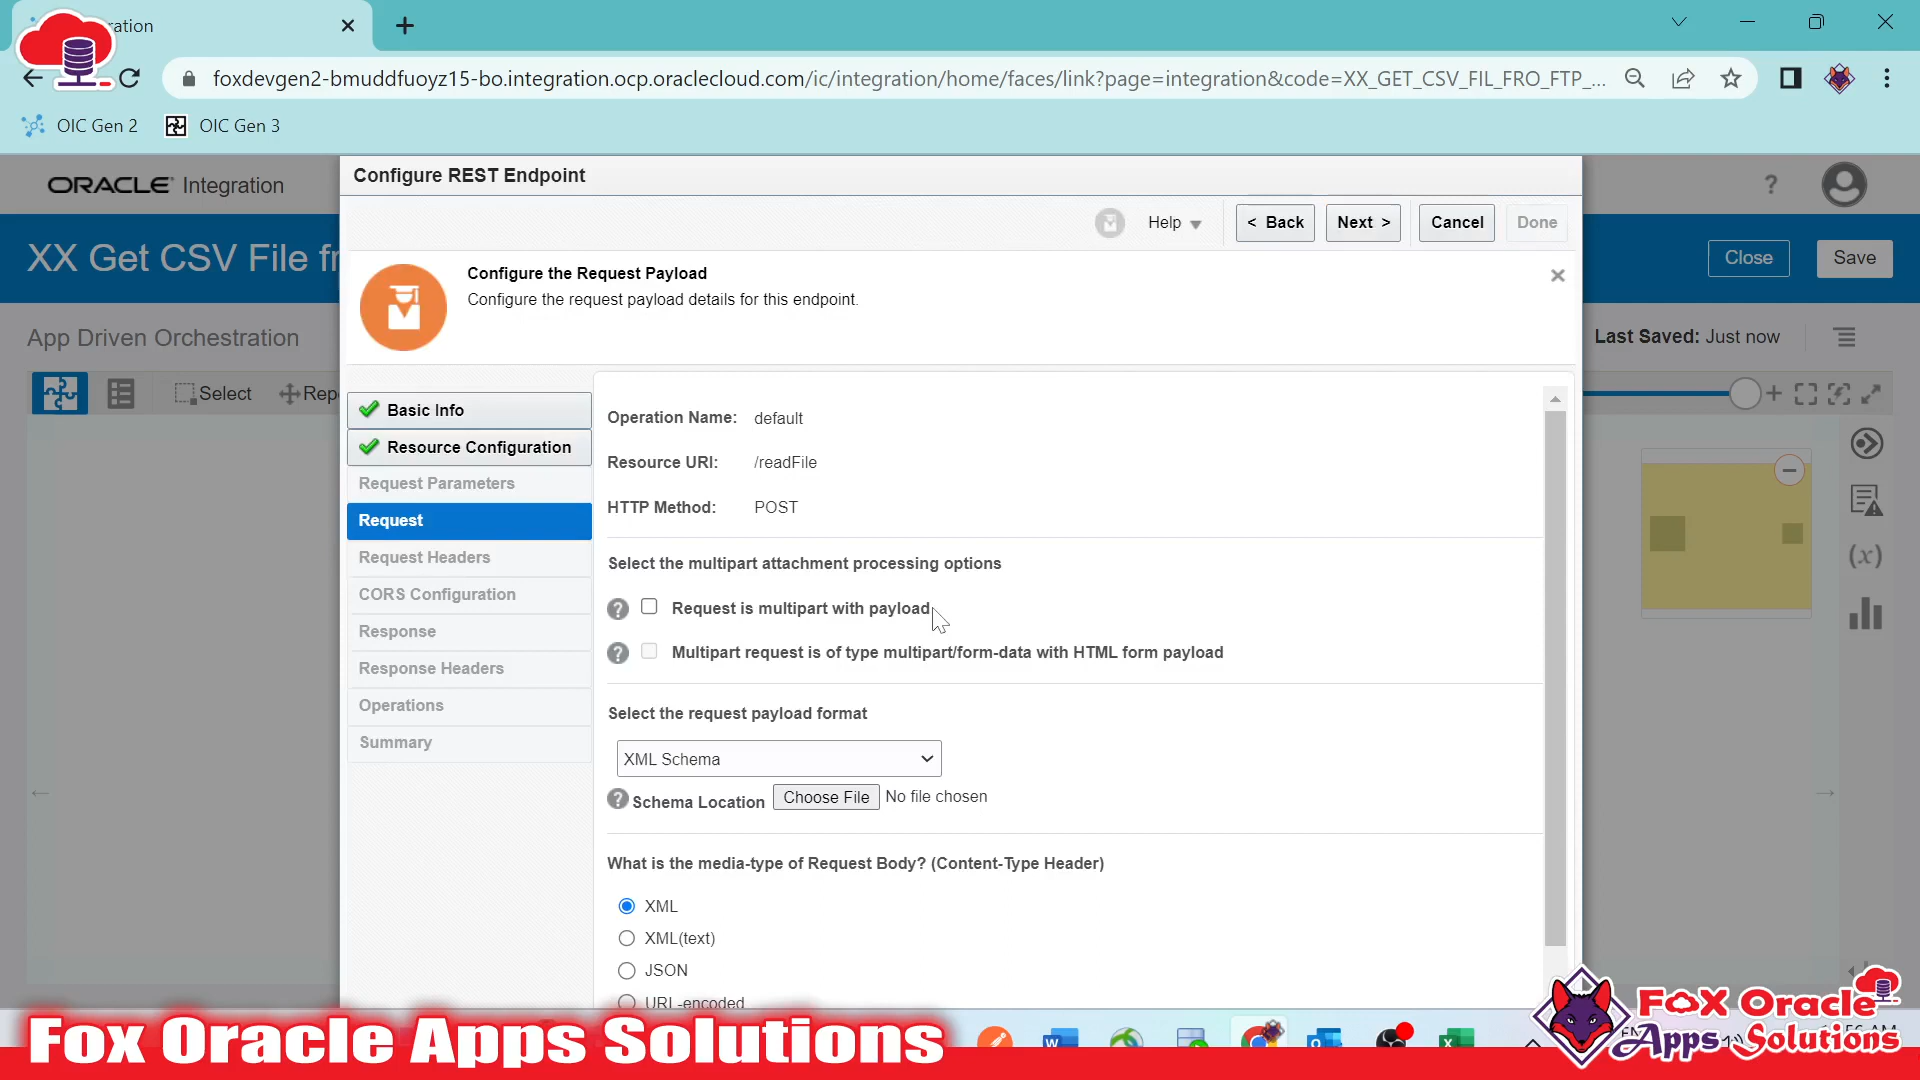 ration
foxdevgen2-bmuddfuoyz15-bo.integration.ocp.oraclecloud.com/ic/integration/home/faces/link?page=integration&code=XX_GET_CSV_FIL_FRO_FTP_...
OIC Gen 2
OIC Gen 3
ORACLE Integration
?
XX Get CSV File fr
Close
Save
App Driven Orchestration
Last Saved: Just now
Select
Rep
Configure REST Endpoint
Help
< Back
Next >
Cancel
Done
Configure the Request Payload
Configure the request payload details for this endpoint.
Basic Info
Resource Configuration
Request Parameters
Request
Request Headers
CORS Configuration
Response
Response Headers
Operations
Summary
Operation Name: default
Resource URI: /readFile
HTTP Method: POST
Select the multipart attachment processing options
? Request is multipart with payload
? Multipart request is of type multipart/form-data with HTML form payload
Select the request payload format
XML Schema
? Schema Location Choose File No file chosen
What is the media-type of Request Body? (Content-Type Header)
XML
XML(text)
JSON
URL-encoded
(x)
Fox Oracle Apps Solutions
Fox Oracle
Apps Solutions